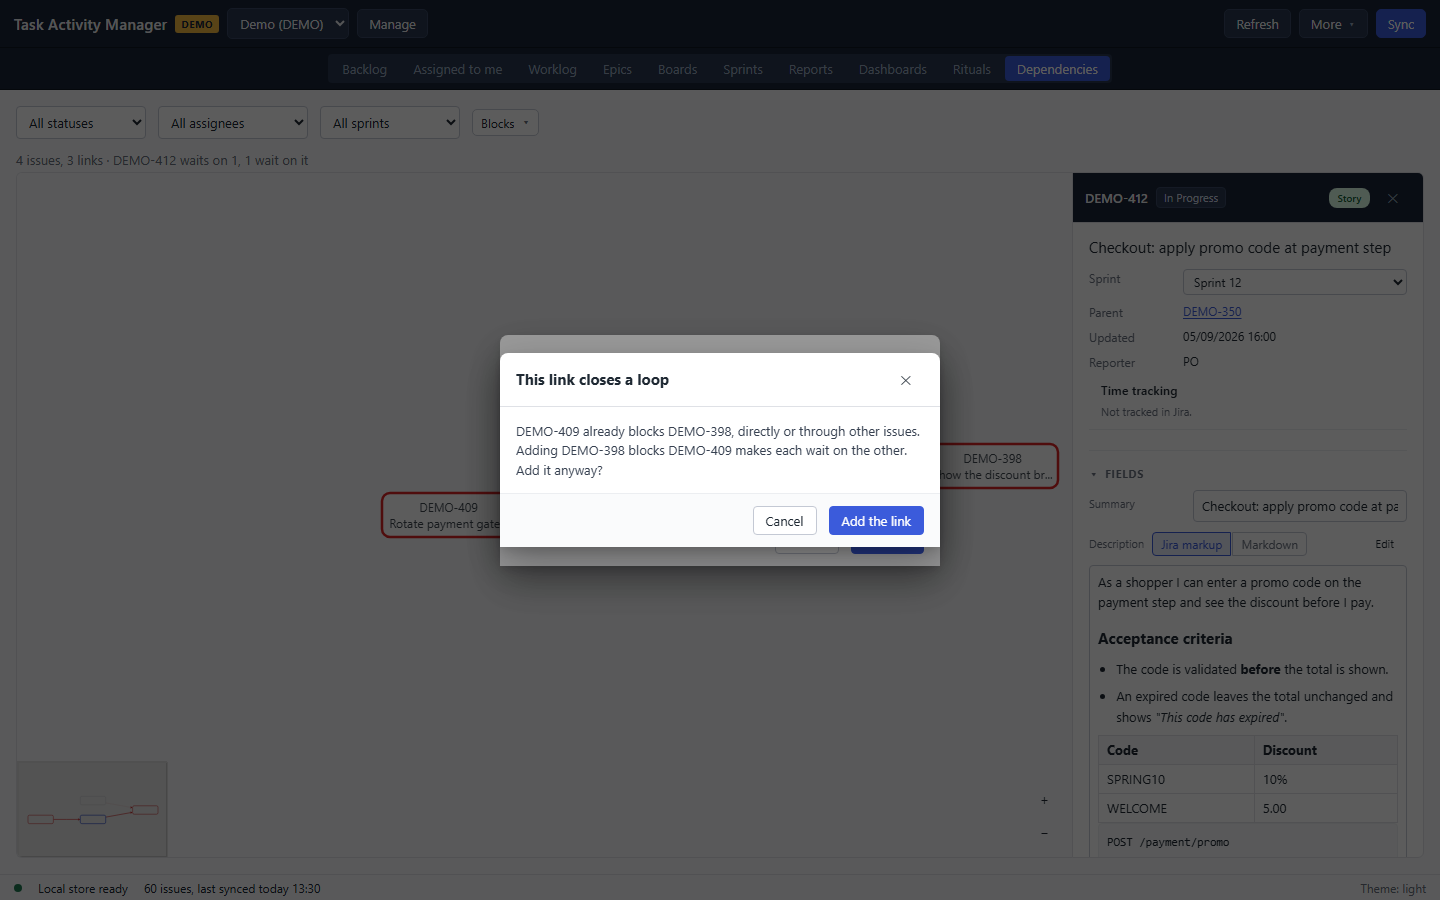 Task Activity Manager DEMO Demo (DEMO) Manage Refresh More Sync
Backlog Assigned to me Worklog Epics Boards Sprints Reports Dashboards Rituals Dependencies
All statuses All assignees All sprints Blocks
4 issues, 3 links · DEMO-412 waits on 1, 1 wait on it
DEMO-412 In Progress Story
Checkout: apply promo code at payment step
Sprint Sprint 12
Parent DEMO-350
Updated 05/09/2026 16:00
Reporter PO
Time tracking
Not tracked in Jira.
FIELDS
Summary Checkout: apply promo code at pa
Description Jira markup Markdown Edit
As a shopper I can enter a promo code on the
payment step and see the discount before I pay.
Acceptance criteria
• The code is validated before the total is shown.
• An expired code leaves the total unchanged and
shows "This code has expired".
Code Discount
SPRING10 10%
WELCOME 5.00
POST /payment/promo
This link closes a loop
DEMO-409 already blocks DEMO-398, directly or through other issues.
Adding DEMO-398 blocks DEMO-409 makes each wait on the other.
Add it anyway?
Cancel Add the link
DEMO-409
Rotate payment gate
DEMO-398
how the discount br...
+
−
Local store ready 60 issues, last synced today 13:30 Theme: light